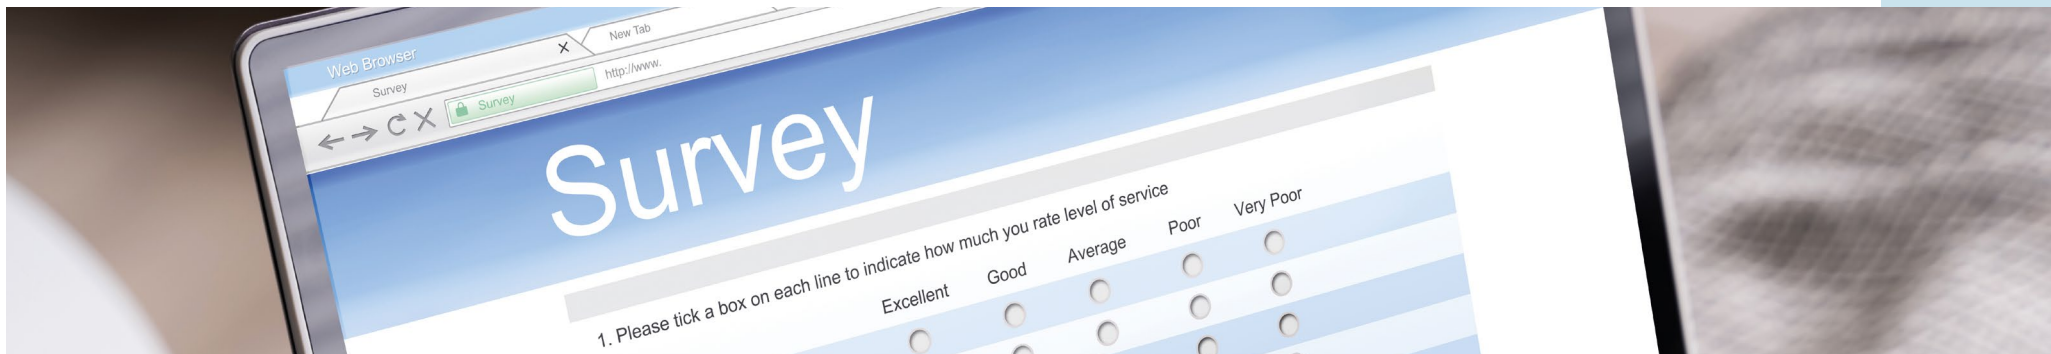 Web Browser
Survey
New Tab
Survey
http://www.
Survey
1. Please tick a box on each line to indicate how much you rate level of service
Excellent Good Average Poor Very Poor